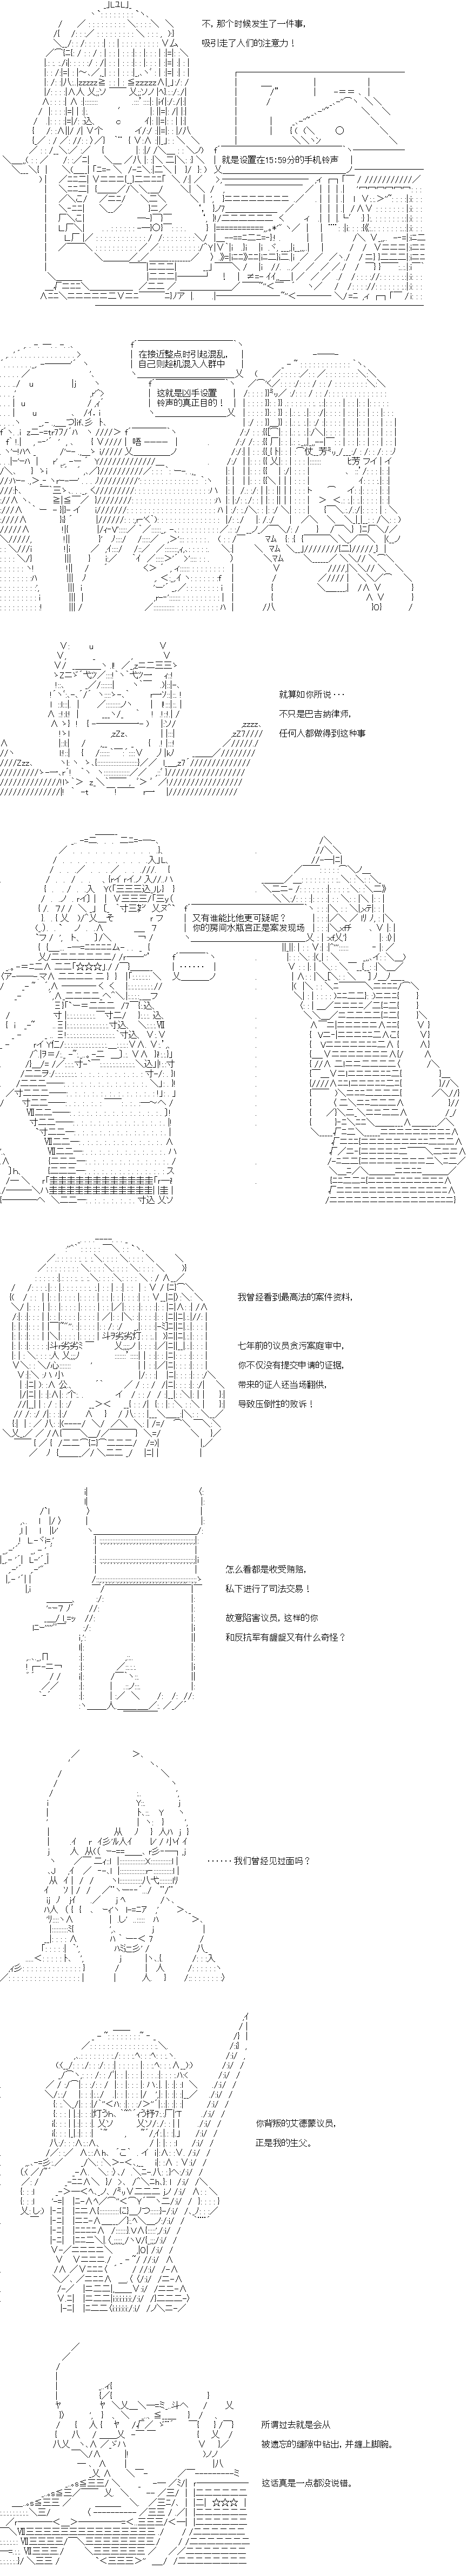 不，那个时候发生了一件事，
吸引走了人们的注意力！
就是设置在15:59分的手机铃声
在接近整点时引起混乱，
自己则趁机混入人群中
这就是凶手设置
铃声的真正目的！
唔 ――――
就算如你所说･･･
不只是巴吉纳律师，
任何人都做得到这种事
又有谁能比他更可疑呢？
你的房间水瓶宫正是案发现场
･･････
我曾经看到最高法的案件资料，
七年前的议员贪污案庭审中，
你不仅没有提交申请的证据，
带来的证人还当场翻供，
导致压倒性的败诉！
怎么看都是收受贿赂，
私下进行了司法交易！
故意陷害议员，这样的你
和反抗军有龌龊又有什么奇怪？
･･････我们曾经见过面吗？
你背叛的艾德蒙议员，
正是我的生父。
所谓过去就是会从
被遗忘的缝隙中钻出，并缠上脚腕。
这话真是一点都没说错。